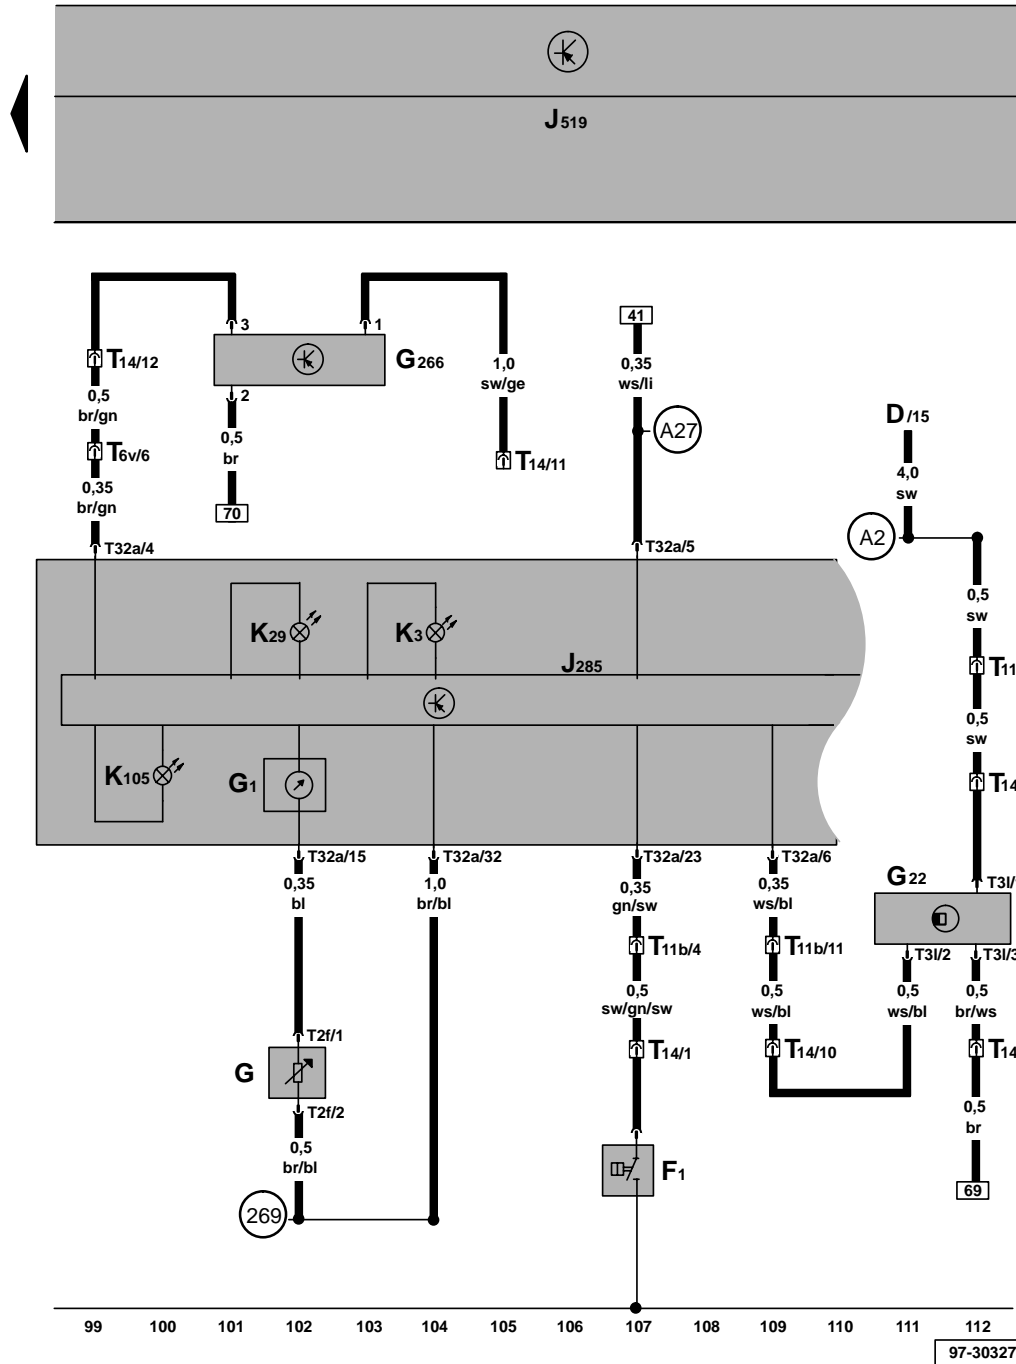 J519
3
1
41
T14/12
G266
0,5
br/gn
2
1,0
sw/ge
0,35
ws/li
D/15
T6v/6
0,5
br
A27
T14/11
4,0
sw
0,35
br/gn
70
A2
T32a/4
T32a/5
0,5
sw
K29
K3
J285
T11
0,5
sw
K105
G1
T14
T32a/15
T32a/32
T32a/23
T32a/6
0,35
bl
1,0
br/bl
0,35
gn/sw
0,35
ws/bl
G22
T3l/
T11b/4
T11b/11
T3l/2
T3l/3
0,5
sw/gn/sw
0,5
ws/bl
0,5
ws/bl
0,5
br/ws
T2f/1
G
T14/1
T14/10
T14
T2f/2
0,5
br/bl
0,5
br
F1
69
269
99 100 101 102 103 104 105 106 107 108 109 110 111 112
97-30327